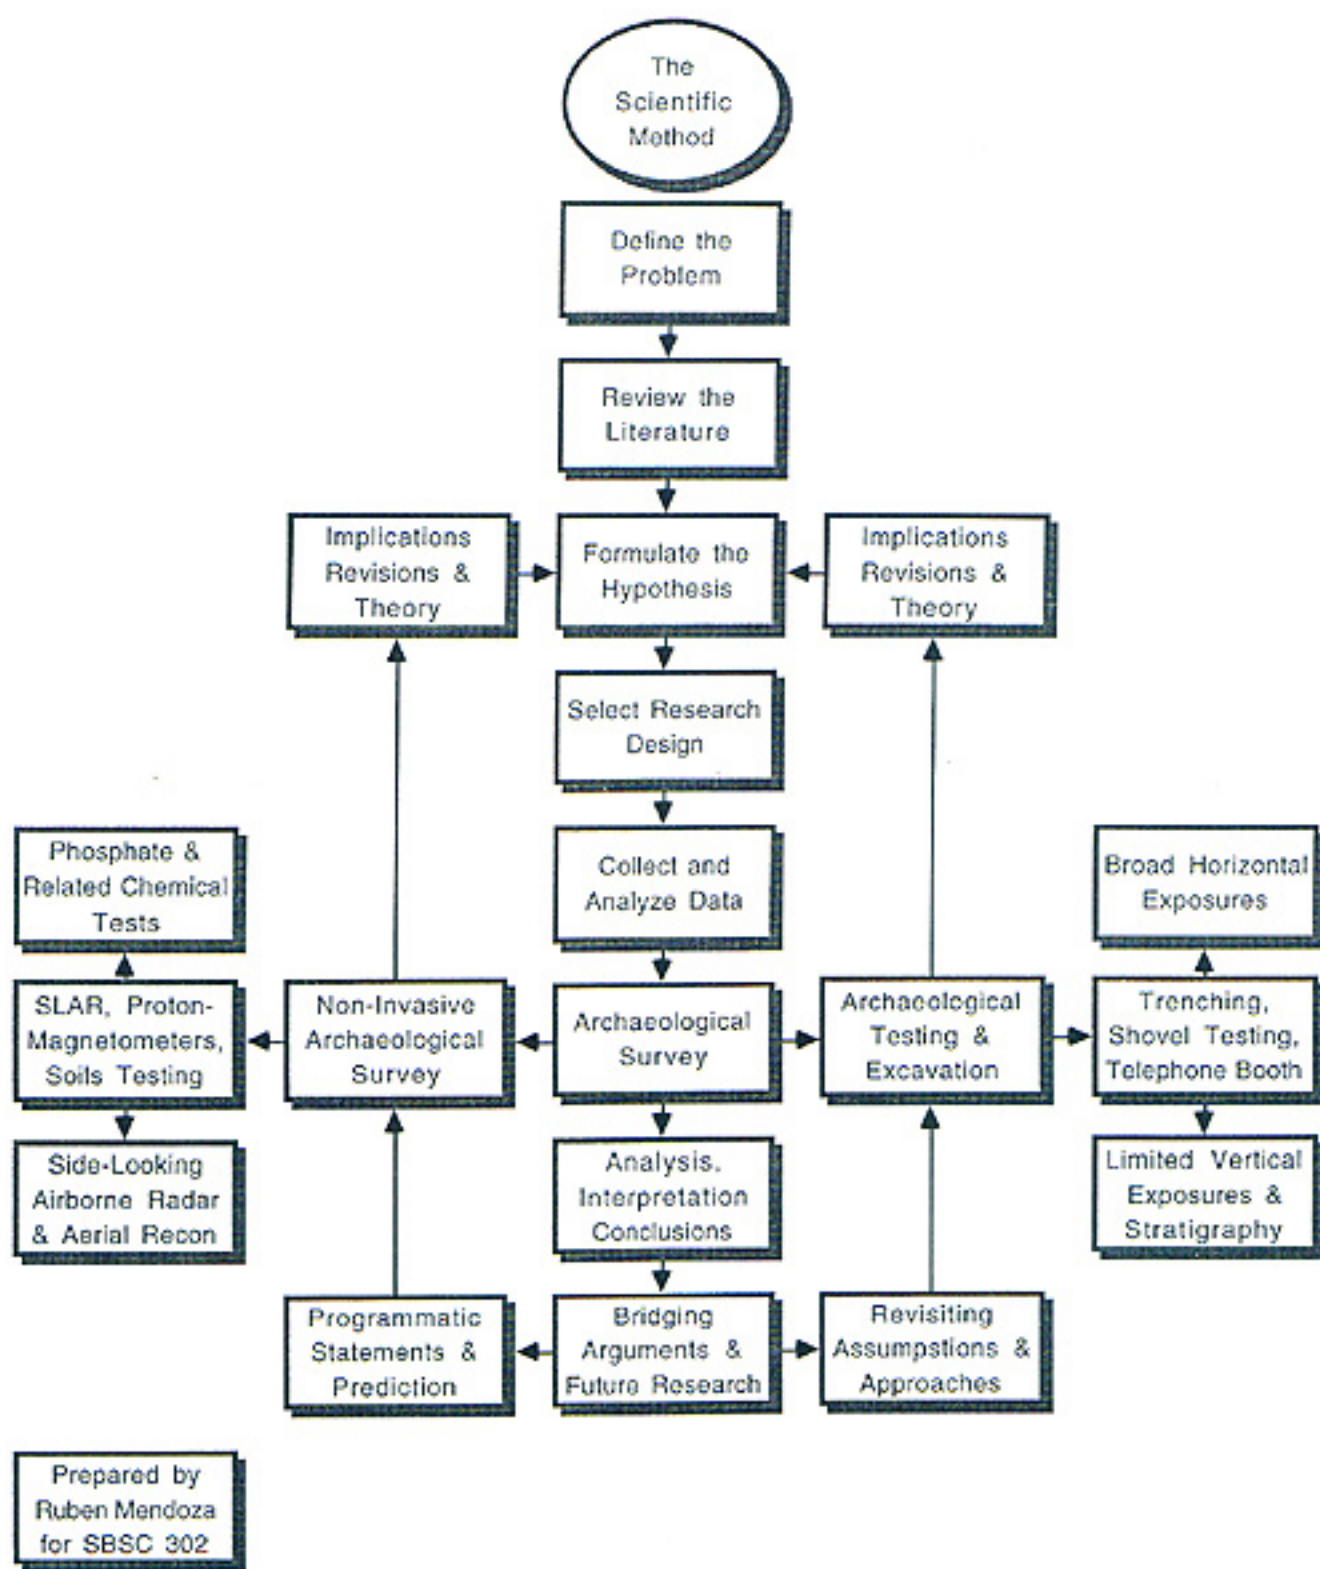 The
Scientific
Method
Define the
Problem
Review the
Literature
Implications
Revisions &
Theory
Formulate the
Hypothesis
Implications
Revisions &
Theory
Select Research
Design
Phosphate &
Related Chemical
Tests
Collect and
Analyze Data
Broad Horizontal
Exposures
SLAR, Proton-
Magnetometers,
Soils Testing
Non-Invasive
Archaeological
Survey
Archaeological
Survey
Archaeological
Testing &
Excavation
Trenching,
Shovel Testing,
Telephone Booth
Side-Looking
Airborne Radar
& Aerial Recon
Analysis,
Interpretation
Conclusions
Limited Vertical
Exposures &
Stratigraphy
Programmatic
Statements &
Prediction
Bridging
Arguments &
Future Research
Revisiting
Assumpstions &
Approaches
Prepared by
Ruben Mendoza
for SBSC 302